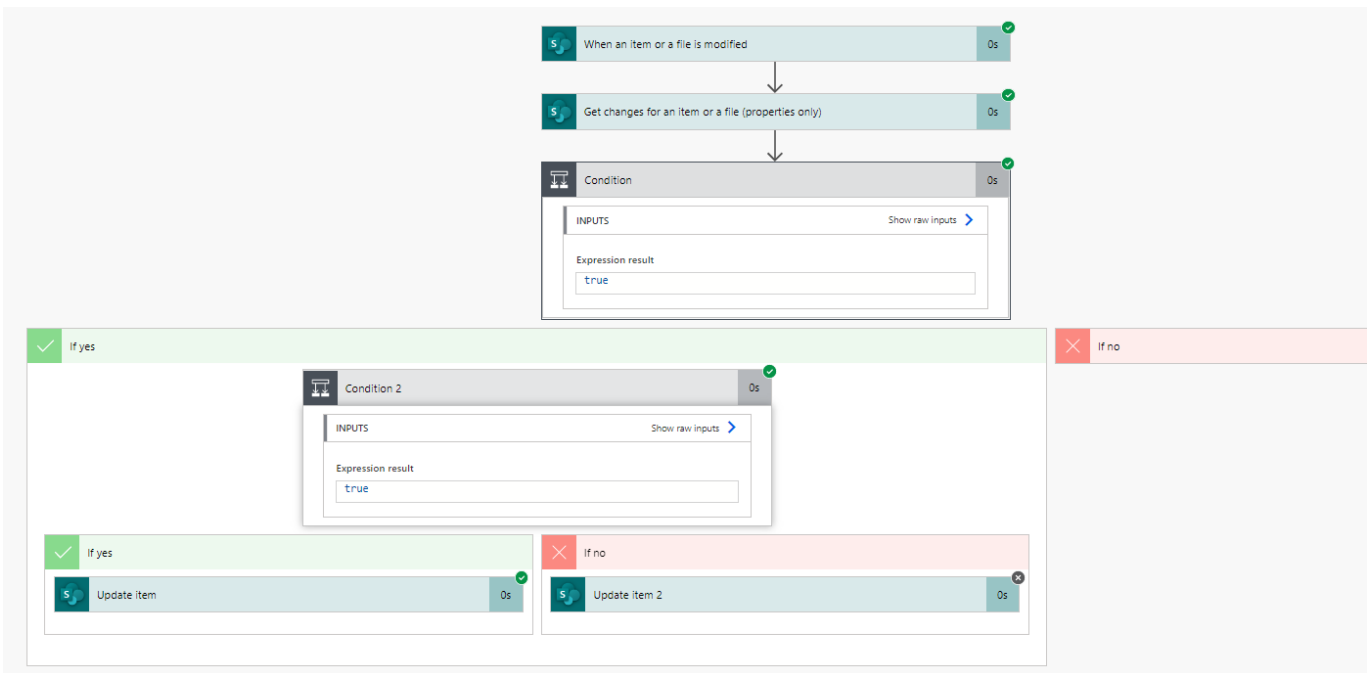 When an item or a file is modified
0s
Get changes for an item or a file (properties only)
0s
Condition
0s
INPUTS
Show raw inputs
Expression result
true
If yes
If no
Condition 2
0s
INPUTS
Show raw inputs
Expression result
true
If yes
If no
Update item
0s
Update item 2
0s